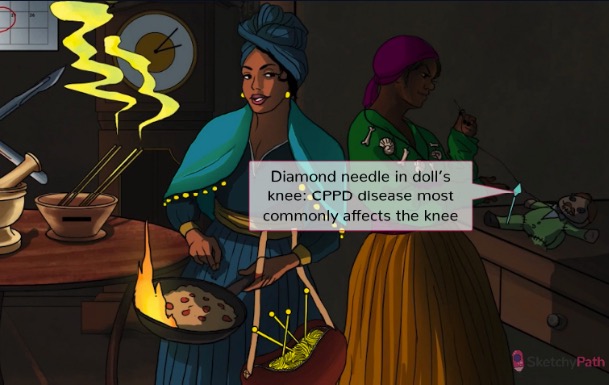 Diamond needle in doll's
knee: CPPD dIsease most
commonly affects the knee
SketchyPath